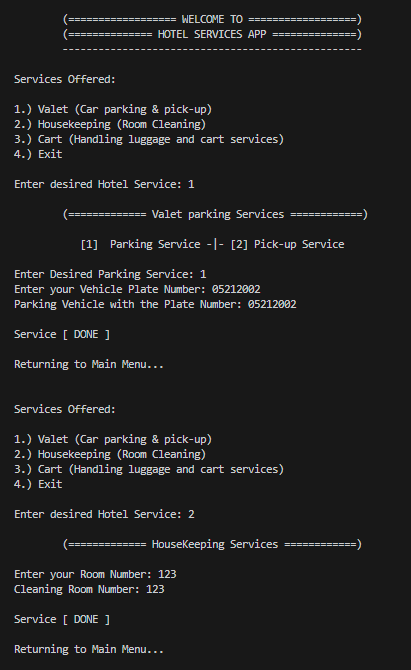 (================== WELCOME TO ==================)
(============== HOTEL SERVICES APP ==============)
--------------------------------------------------
Services Offered:
1.) Valet (Car parking & pick-up)
2.) Housekeeping (Room Cleaning)
3.) Cart (Handling luggage and cart services)
4.) Exit
Enter desired Hotel Service: 1
(============= Valet parking Services ============)
[1]  Parking Service -|- [2] Pick-up Service
Enter Desired Parking Service: 1
Enter your Vehicle Plate Number: 05212002
Parking Vehicle with the Plate Number: 05212002
Service [ DONE ]
Returning to Main Menu...
Services Offered:
1.) Valet (Car parking & pick-up)
2.) Housekeeping (Room Cleaning)
3.) Cart (Handling luggage and cart services)
4.) Exit
Enter desired Hotel Service: 2
(============= HouseKeeping Services ============)
Enter your Room Number: 123
Cleaning Room Number: 123
Service [ DONE ]
Returning to Main Menu...